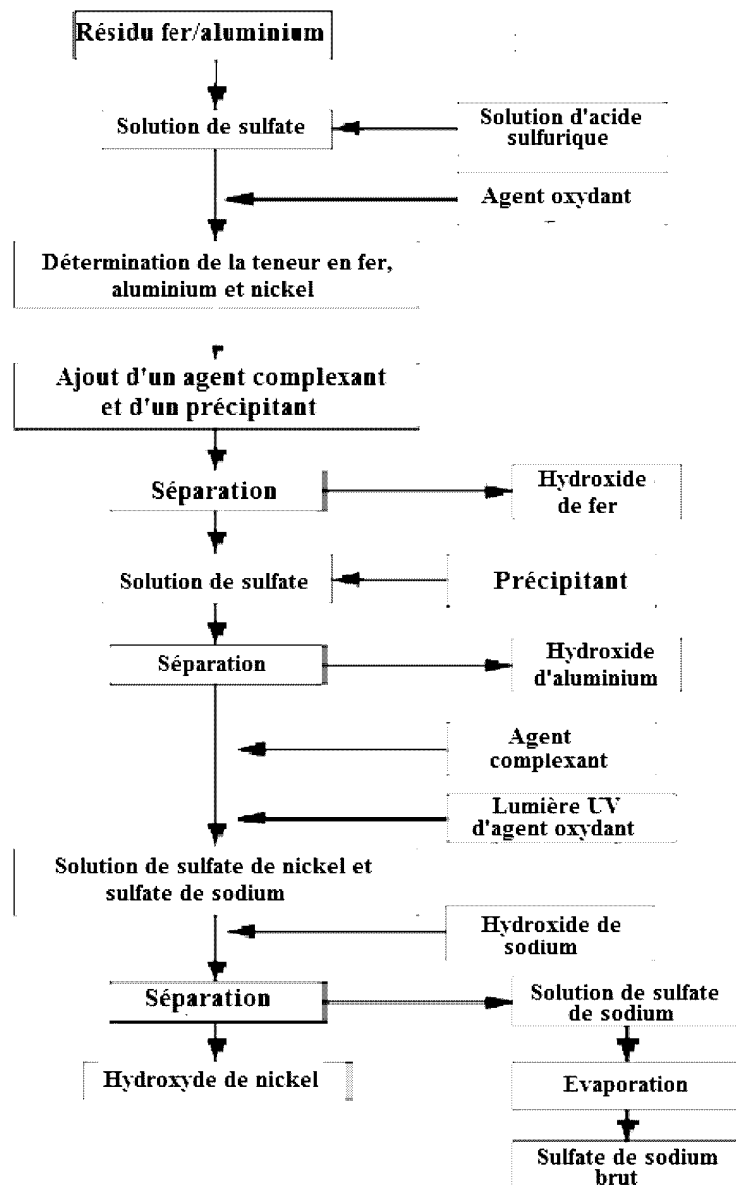 Résidu fer/aluminium
Solution de sulfate
Solution d'acide
sulfurique
Agent oxydant
Détermination de la teneur en fer,
aluminium et nickel
Ajout d'un agent complexant
et d'un précipitant
Séparation
Hydroxide
de fer
Solution de sulfate
Précipitant
Séparation
Hydroxide
d'aluminium
Agent
complexant
Lumière UV
d'agent oxydant
Solution de sulfate de nickel et
sulfate de sodium
Hydroxide de
sodium
Séparation
Solution de sulfate
de sodium
Hydroxyde de nickel
Evaporation
Sulfate de sodium
brut